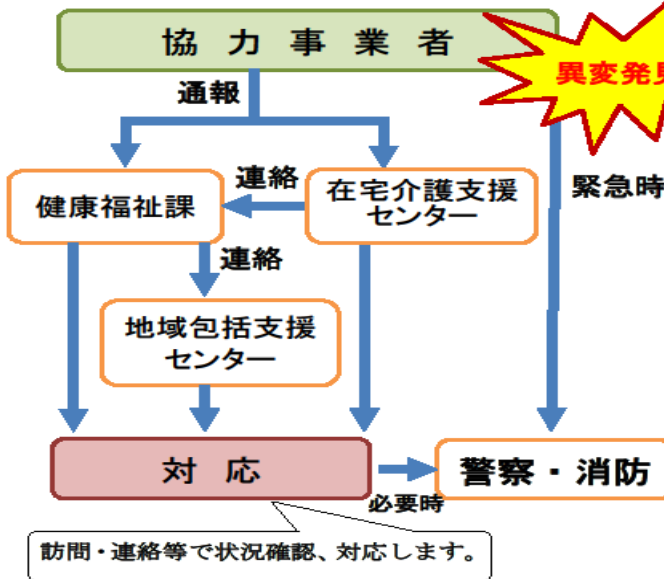 協力事業者
異変発見
通報
緊急時
健康福祉課
連絡
在宅介護支援
センター
連絡
地域包括支援
センター
対応
必要時
警察・消防
訪問・連絡等で状況確認、対応します。